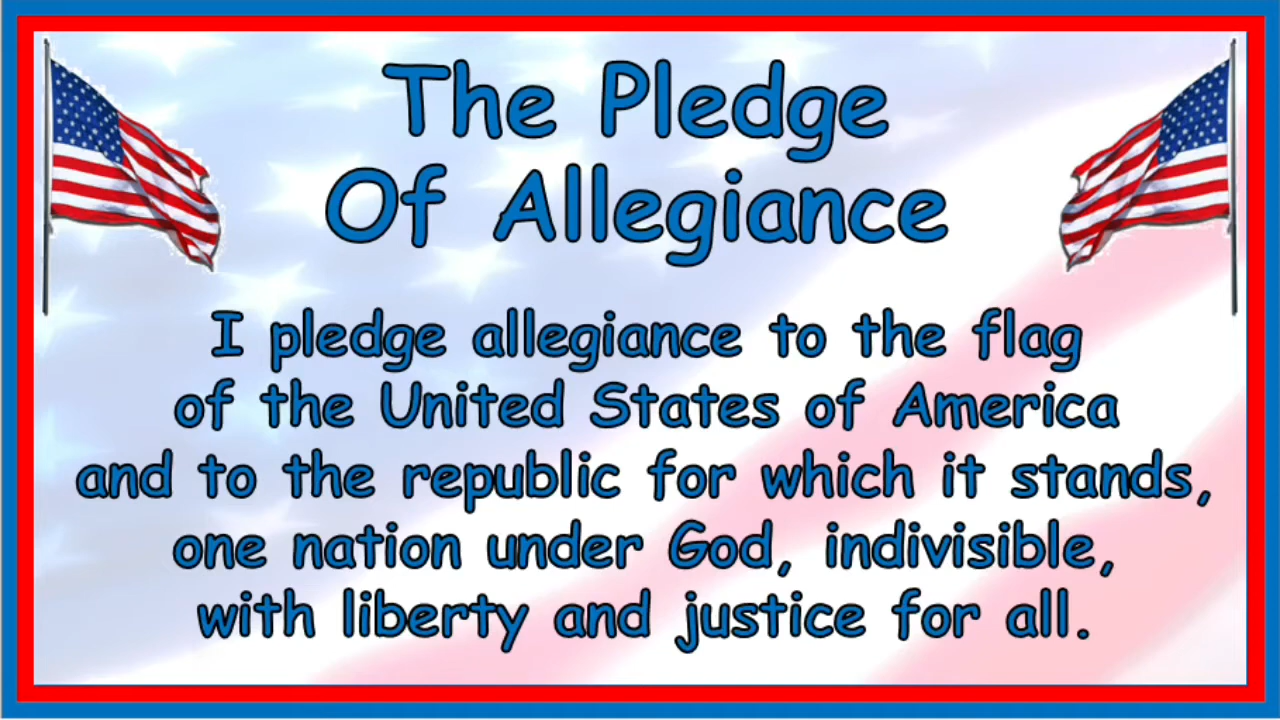 The Pledge
Of Allegiance
I pledge allegiance to the flag
of the United States of America
and to the republic for which it stands,
one nation under God, indivisible,
with liberty and justice for all.